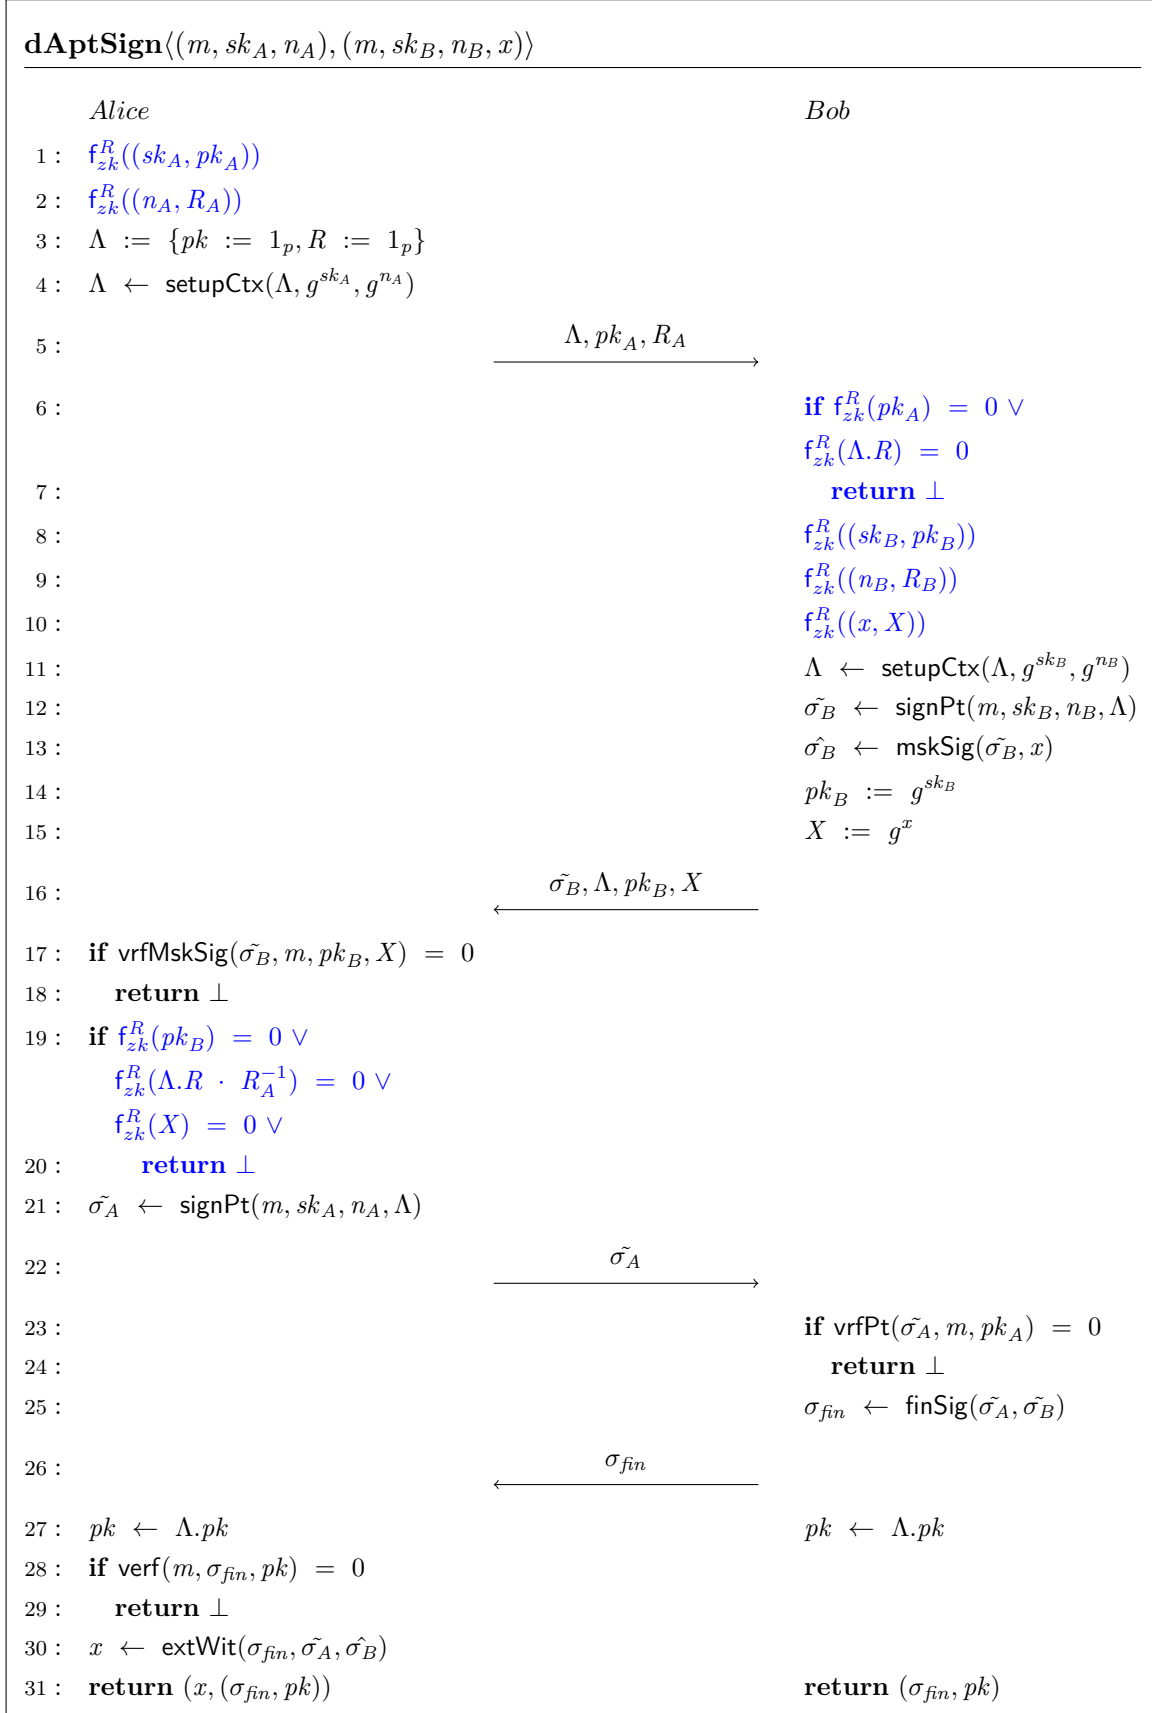 dAptSign⟨(m, sk_A, n_A), (m, sk_B, n_B, x)⟩
Alice Bob
1 : f_zk^R((sk_A, pk_A))
2 : f_zk^R((n_A, R_A))
3 : Λ := {pk := 1_p, R := 1_p}
4 : Λ ← setupCtx(Λ, g^{sk_A}, g^{n_A})
5 : Λ, pk_A, R_A
6 : if f_zk^R(pk_A) = 0 ∨
f_zk^R(Λ.R) = 0
7 : return ⊥
8 : f_zk^R((sk_B, pk_B))
9 : f_zk^R((n_B, R_B))
10 : f_zk^R((x, X))
11 : Λ ← setupCtx(Λ, g^{sk_B}, g^{n_B})
12 : σ̃_B ← signPt(m, sk_B, n_B, Λ)
13 : σ̂_B ← mskSig(σ̃_B, x)
14 : pk_B := g^{sk_B}
15 : X := g^x
16 : σ̃_B, Λ, pk_B, X
17 : if vrfMskSig(σ̃_B, m, pk_B, X) = 0
18 : return ⊥
19 : if f_zk^R(pk_B) = 0 ∨
f_zk^R(Λ.R · R_A^{-1}) = 0 ∨
f_zk^R(X) = 0 ∨
20 : return ⊥
21 : σ̃_A ← signPt(m, sk_A, n_A, Λ)
22 : σ̃_A
23 : if vrfPt(σ̃_A, m, pk_A) = 0
24 : return ⊥
25 : σ_fin ← finSig(σ̃_A, σ̃_B)
26 : σ_fin
27 : pk ← Λ.pk pk ← Λ.pk
28 : if verf(m, σ_fin, pk) = 0
29 : return ⊥
30 : x ← extWit(σ_fin, σ̃_A, σ̂_B)
31 : return (x, (σ_fin, pk)) return (σ_fin, pk)